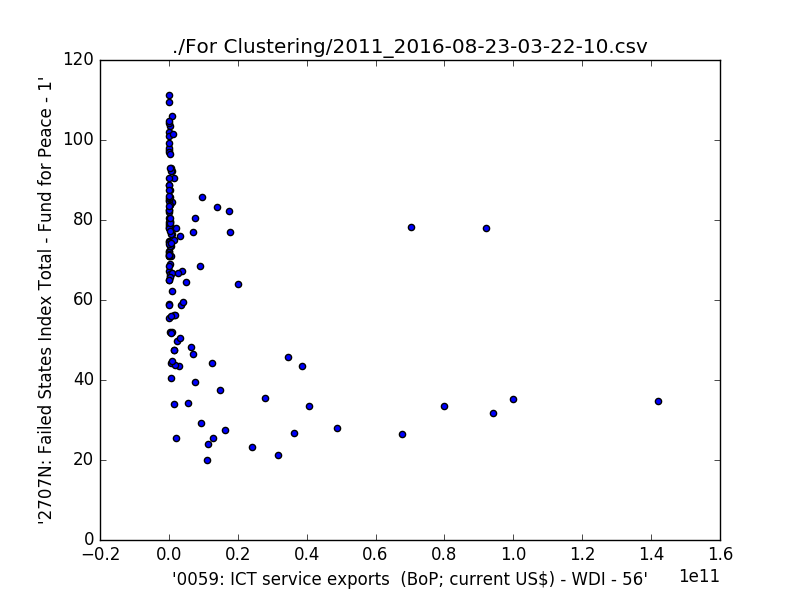 ./For Clustering/2011_2016-08-23-03-22-10.csv
120
100
80
60
40
20
0
'2707N: Failed States Index Total - Fund for Peace - 1'
−0.2 0.0 0.2 0.4 0.6 0.8 1.0 1.2 1.4 1.6
1e11
'0059: ICT service exports  (BoP; current US$) - WDI - 56'